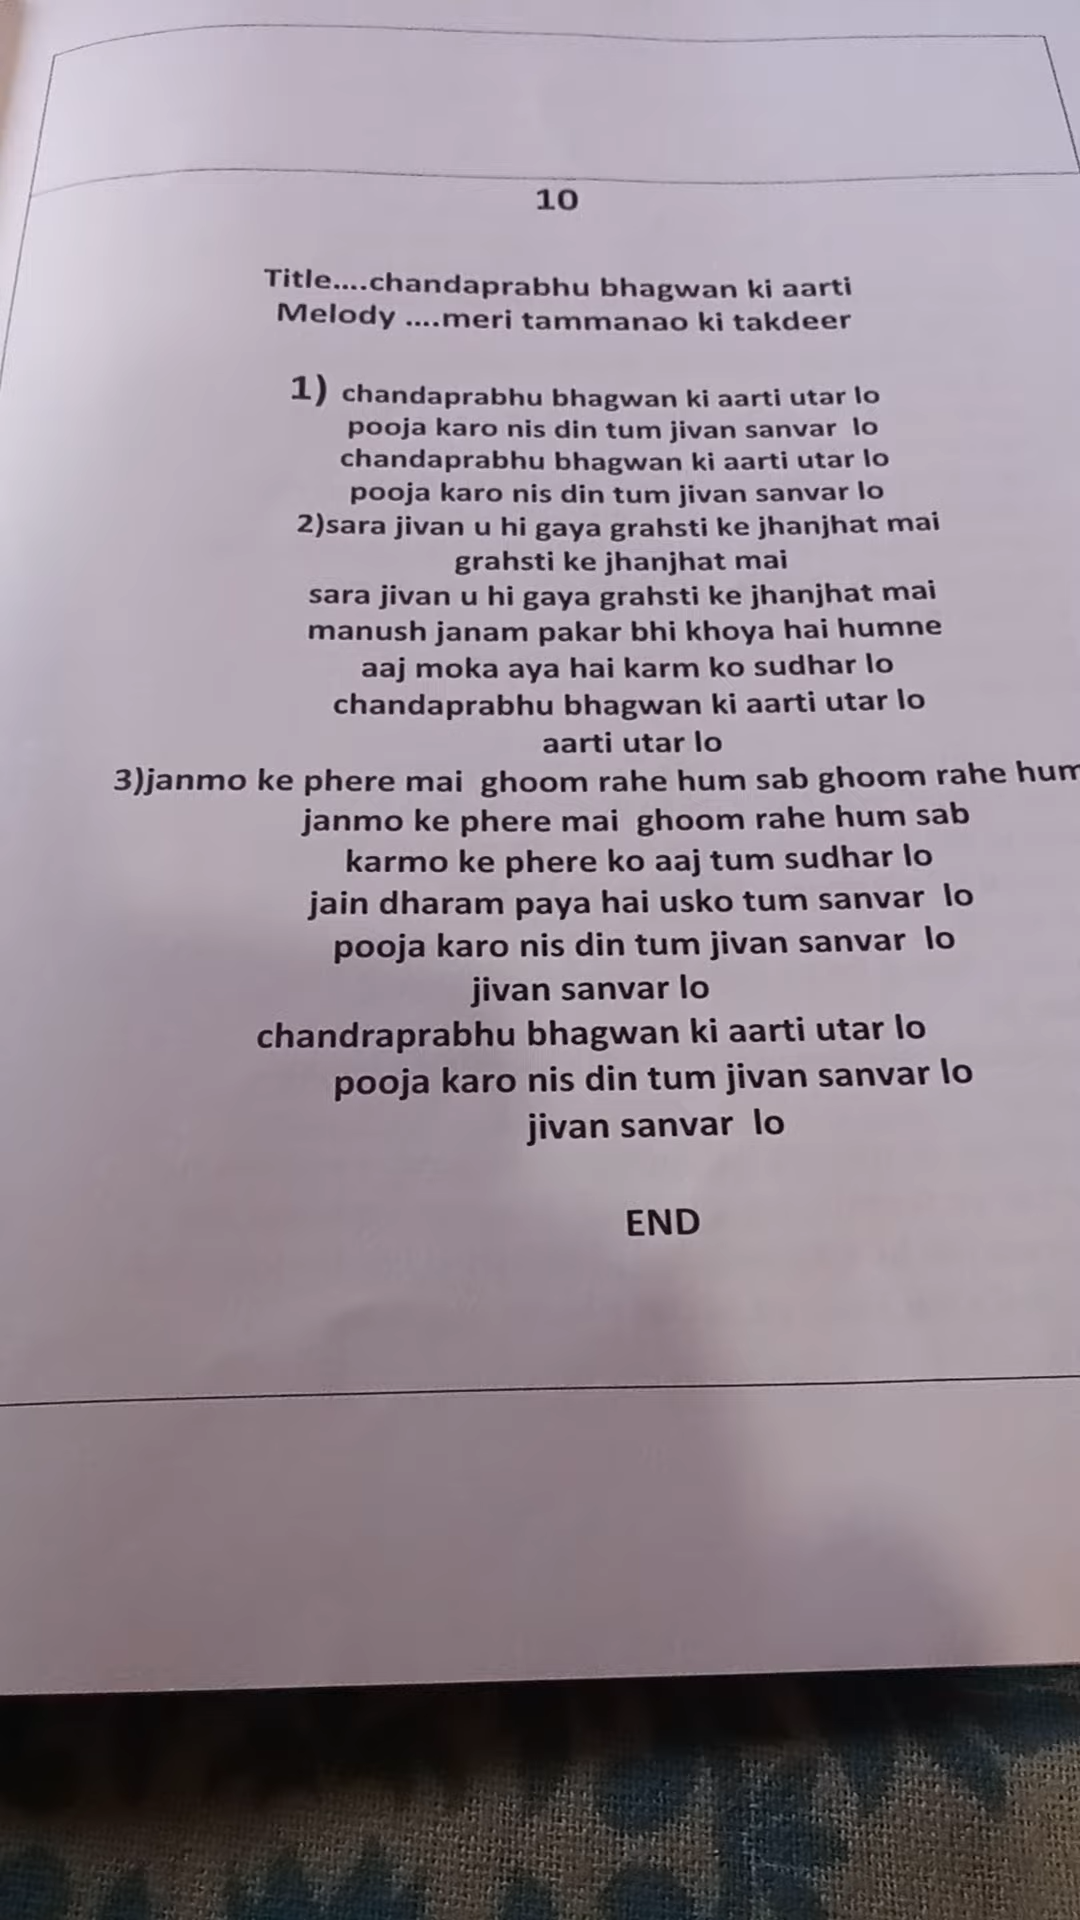 10
Title....chandaprabhu bhagwan ki aarti
Melody ....meri tammanao ki takdeer
1) chandaprabhu bhagwan ki aarti utar lo
pooja karo nis din tum jivan sanvar lo
chandaprabhu bhagwan ki aarti utar lo
pooja karo nis din tum jivan sanvar lo
2)sara jivan u hi gaya grahsti ke jhanjhat mai
grahsti ke jhanjhat mai
sara jivan u hi gaya grahsti ke jhanjhat mai
manush janam pakar bhi khoya hai humne
aaj moka aya hai karm ko sudhar lo
chandaprabhu bhagwan ki aarti utar lo
aarti utar lo
3)janmo ke phere mai ghoom rahe hum sab ghoom rahe hum
janmo ke phere mai ghoom rahe hum sab
karmo ke phere ko aaj tum sudhar lo
jain dharam paya hai usko tum sanvar lo
pooja karo nis din tum jivan sanvar lo
jivan sanvar lo
chandraprabhu bhagwan ki aarti utar lo
pooja karo nis din tum jivan sanvar lo
jivan sanvar lo
END